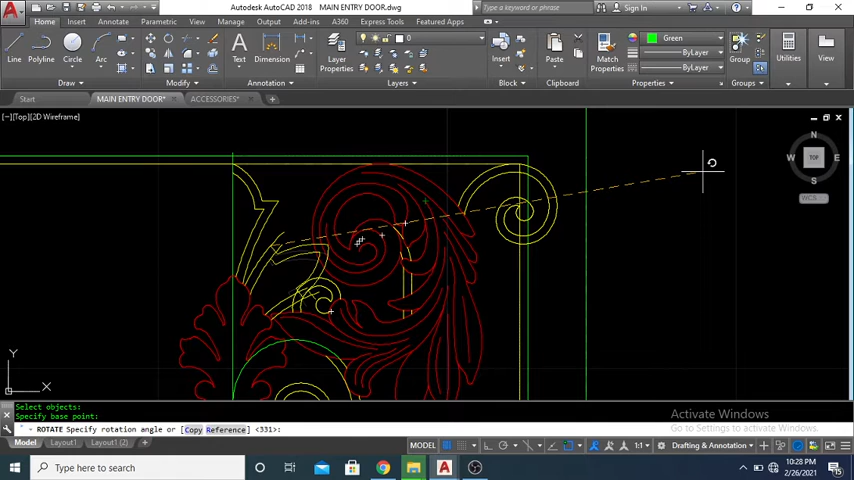 Autodesk AutoCAD 2018 MAIN ENTRY DOOR.dwg
Type a keyword or phrase
Sign In
Home Insert Annotate Parametric View Manage Output Add-ins A360 Express Tools Featured Apps
Line Polyline Circle Arc
Text Dimension
Layer Properties
0
Insert
Paste
Match Properties
Green
ByLayer
ByLayer
Group
Utilities
View
Draw Modify Annotation Layers Block Clipboard Properties Groups
Start MAIN ENTRY DOOR* ACCESSORIES*
[−][Top][2D Wireframe]
N
W TOP E
S
WCS
Y
X
Select objects:
Specify base point:
ROTATE Specify rotation angle or [Copy Reference] <331>:
Activate Windows
Go to Settings to activate Windows.
Model Layout1 Layout1 (2)
MODEL
1:1
Drafting & Annotation
Type here to search
10:28 PM
2/26/2021
15